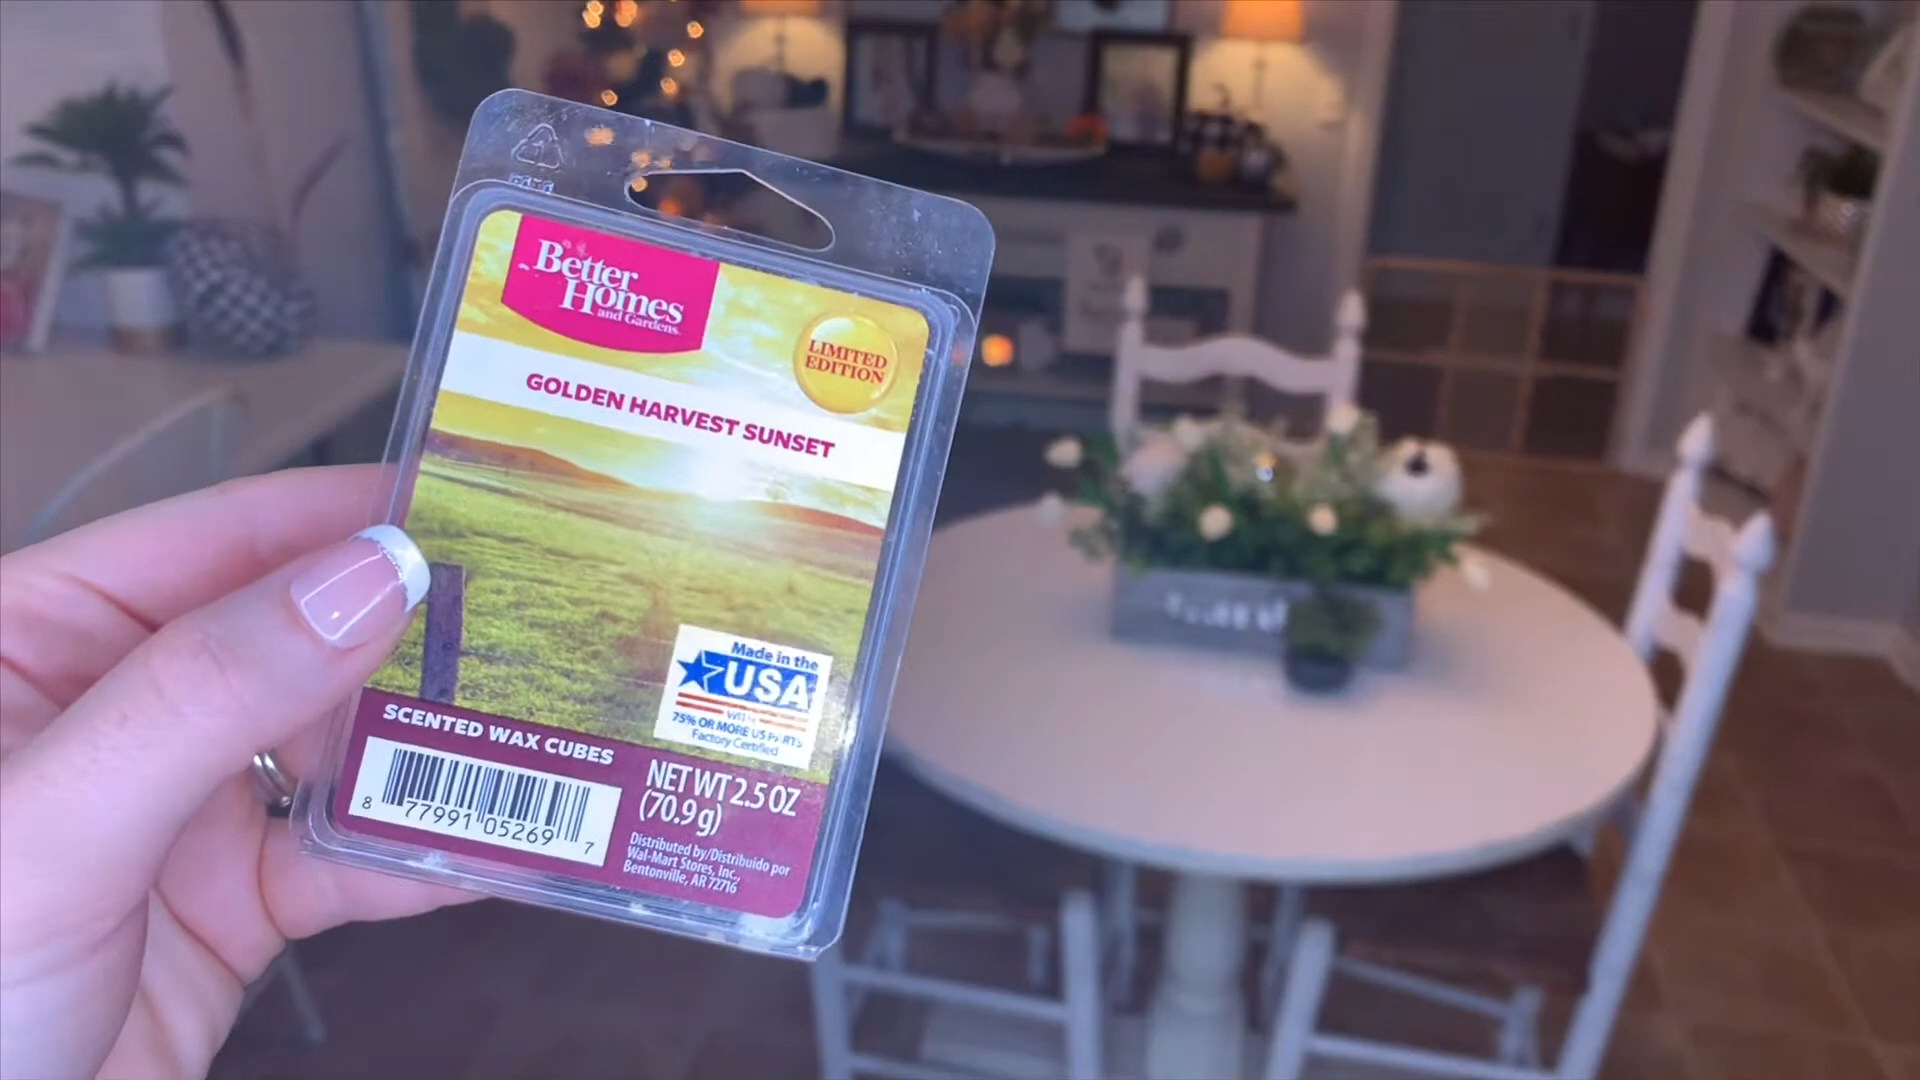 Better
Homes
and Gardens
LIMITED
EDITION
GOLDEN HARVEST SUNSET
Made in the
USA
WITH
75% OR MORE US PARTS
Factory Certified
SCENTED WAX CUBES
8 77991 05269 7
NET WT 2.5 OZ
(70.9 g)
Distributed by/Distribuido por
Wal-Mart Stores, Inc.,
Bentonville, AR 72716